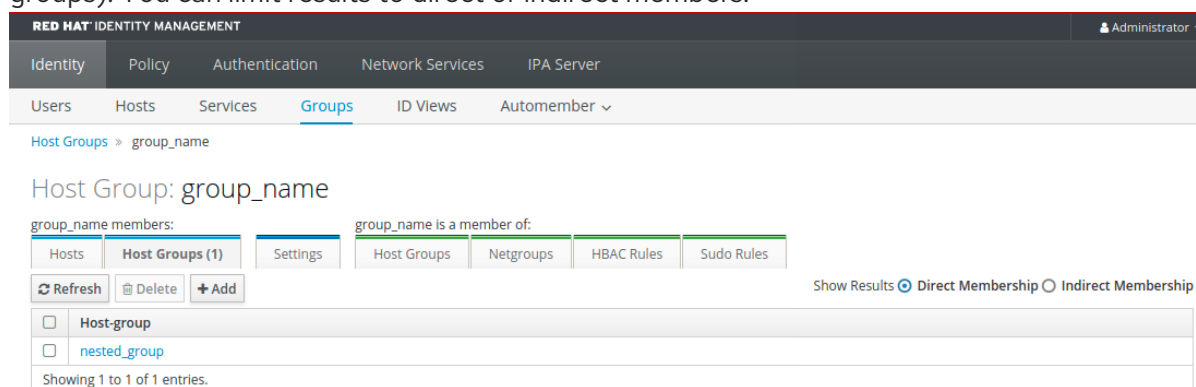 groups). You can limit results to direct or indirect members.
RED HAT IDENTITY MANAGEMENT Administrator
Identity Policy Authentication Network Services IPA Server
Users Hosts Services Groups ID Views Automember
Host Groups » group_name
Host Group: group_name
group_name members: group_name is a member of:
Hosts Host Groups (1) Settings Host Groups Netgroups HBAC Rules Sudo Rules
Refresh Delete + Add Show Results Direct Membership Indirect Membership
Host-group
nested_group
Showing 1 to 1 of 1 entries.